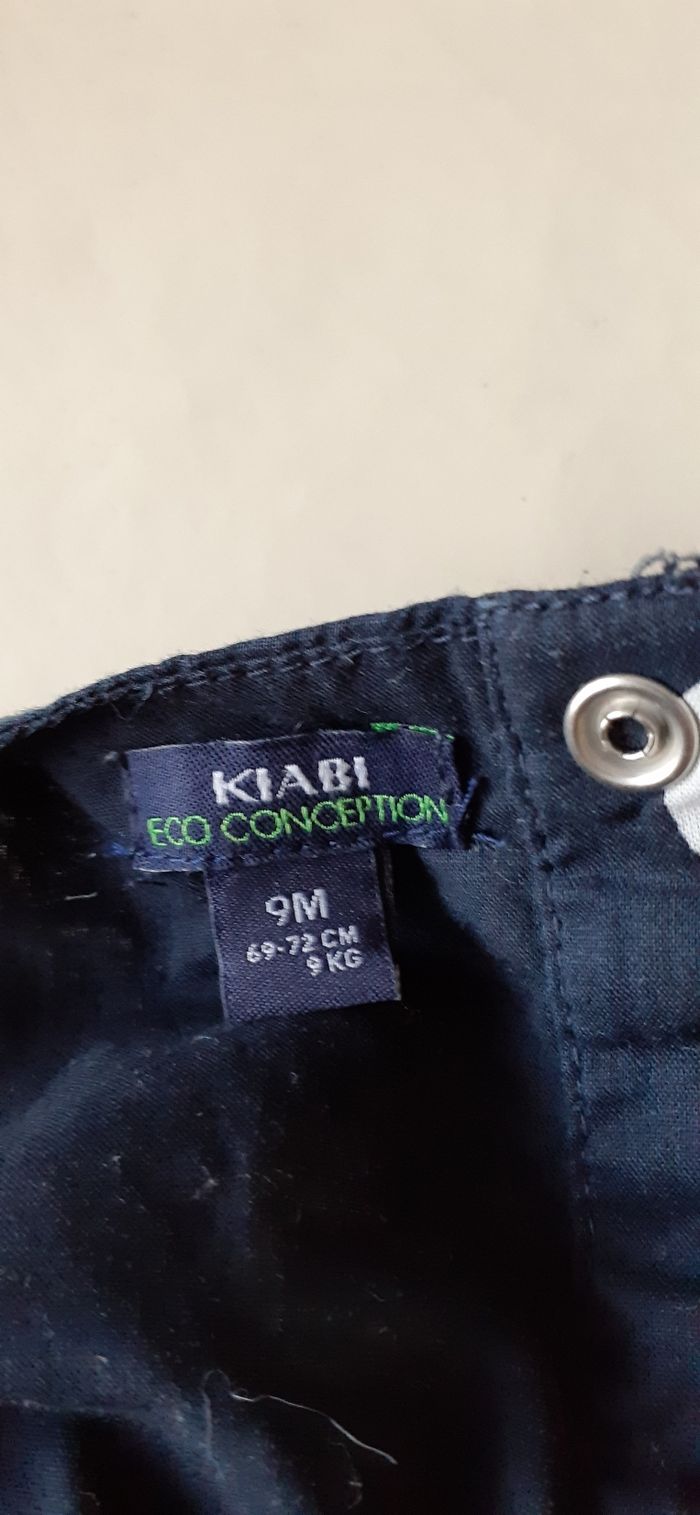 KIABI
ECO CONCEPTION
9M
69-72 CM
9 KG